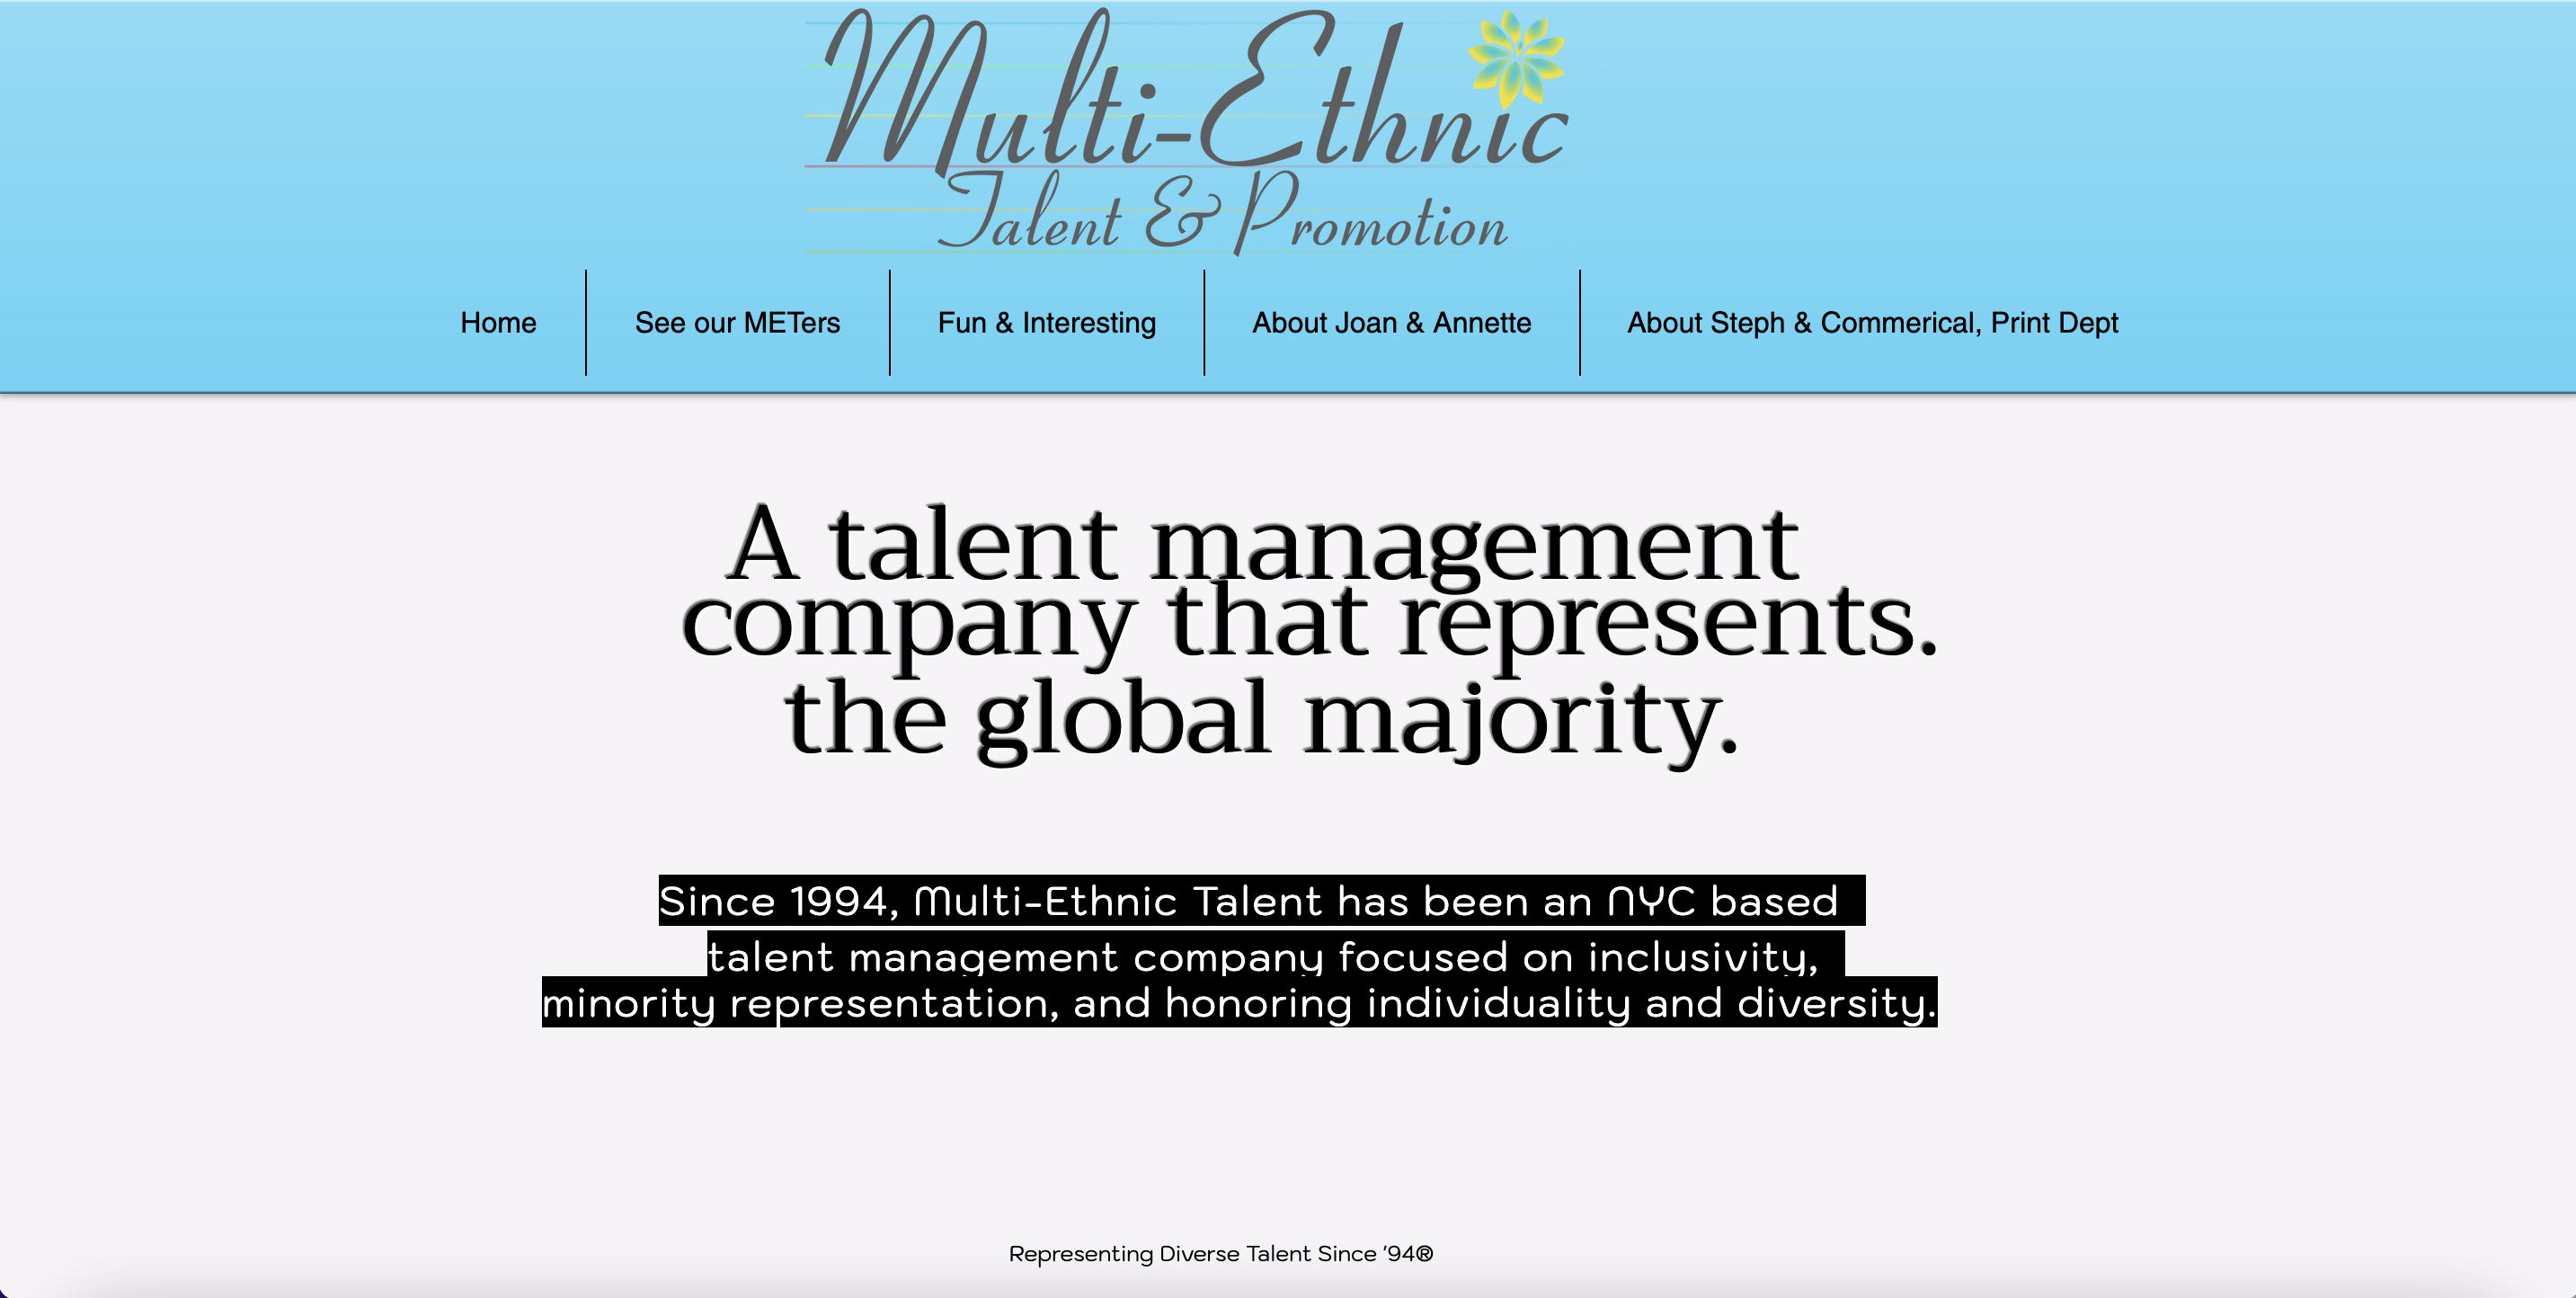 Multi-Ethnic
Talent & Promotion
Home
See our METers
Fun & Interesting
About Joan & Annette
About Steph & Commerical, Print Dept
A talent management
company that represents.
the global majority.
Since 1994, Multi-Ethnic Talent has been an NYC based
talent management company focused on inclusivity,
minority representation, and honoring individuality and diversity.
Representing Diverse Talent Since '94®